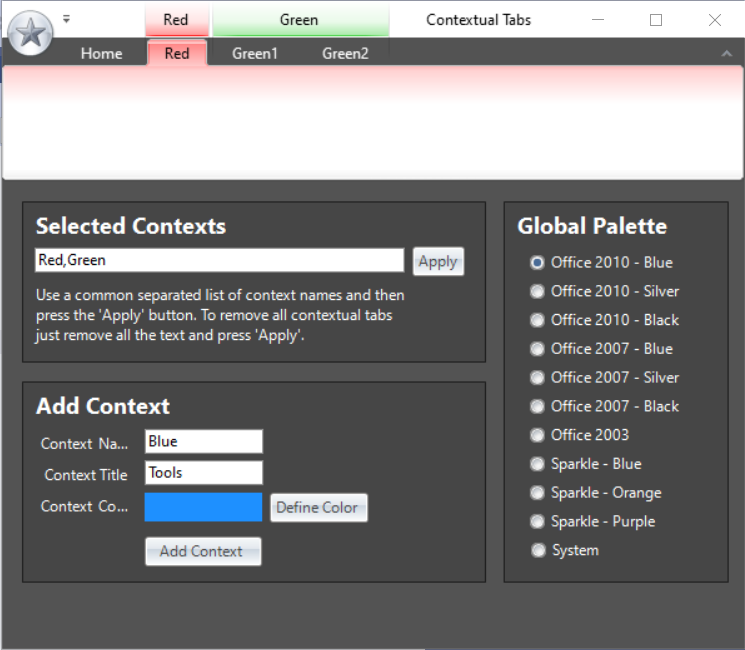 Red
Green
Contextual Tabs
Home
Red
Green1
Green2
Selected Contexts
Red,Green
Apply
Use a common separated list of context names and then
press the 'Apply' button. To remove all contextual tabs
just remove all the text and press 'Apply'.
Add Context
Context Na...
Blue
Context Title
Tools
Context Co...
Define Color
Add Context
Global Palette
Office 2010 - Blue
Office 2010 - Silver
Office 2010 - Black
Office 2007 - Blue
Office 2007 - Silver
Office 2007 - Black
Office 2003
Sparkle - Blue
Sparkle - Orange
Sparkle - Purple
System